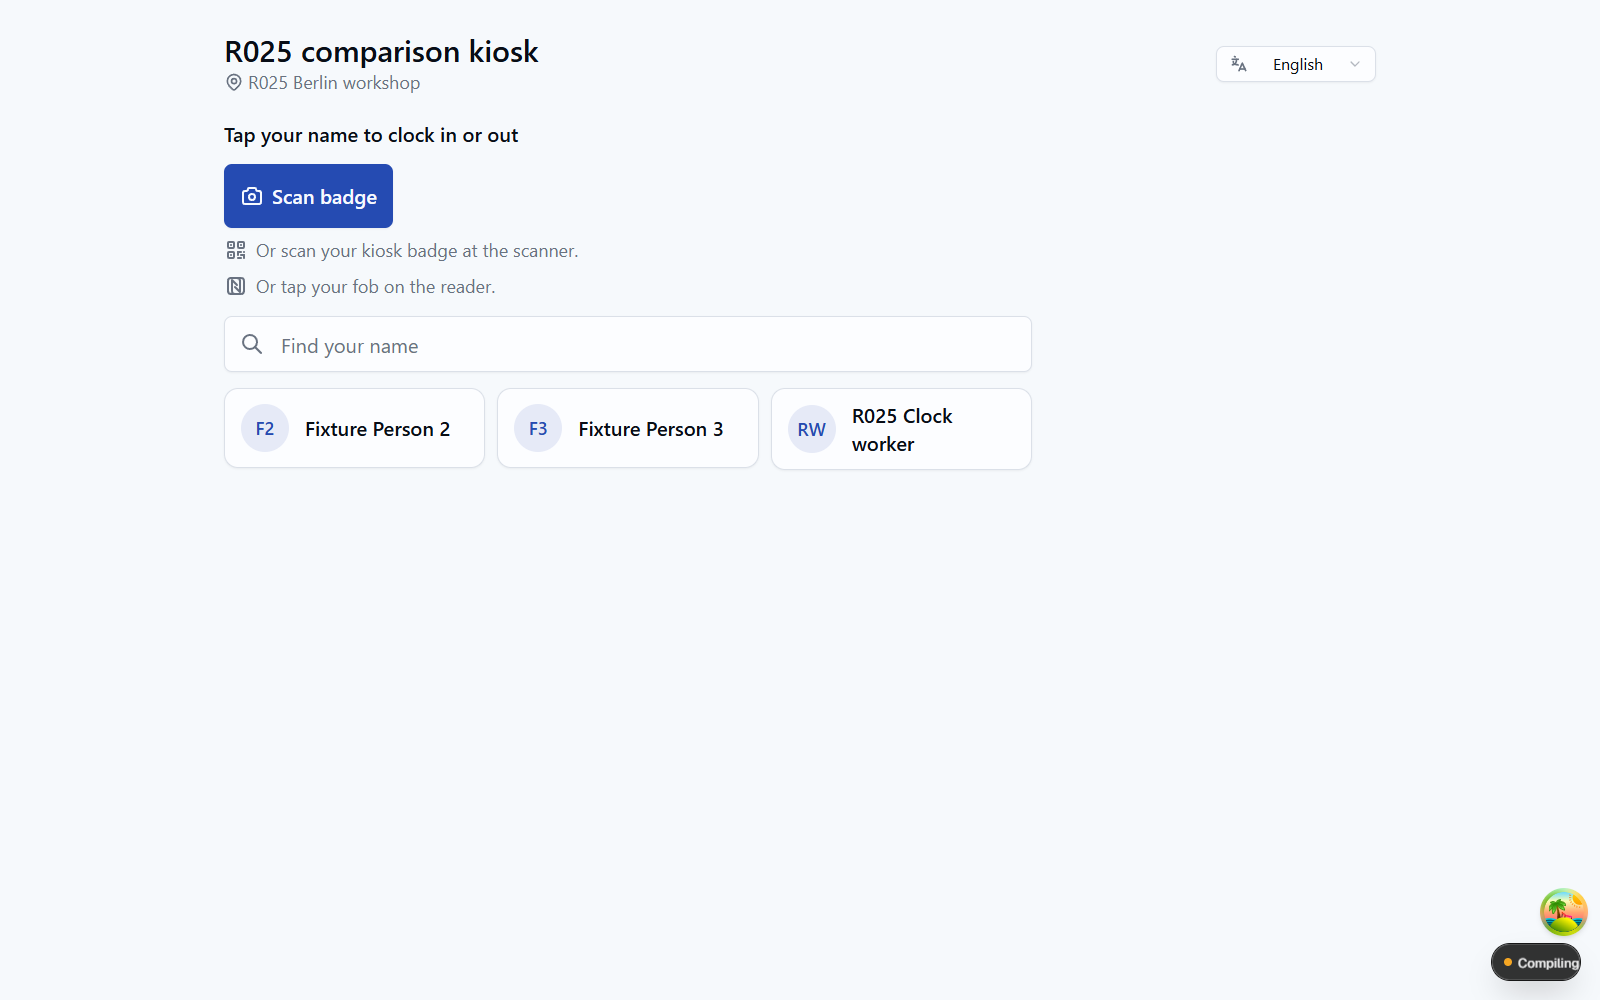 R025 comparison kiosk
R025 Berlin workshop
English
Tap your name to clock in or out
Scan badge
Or scan your kiosk badge at the scanner.
Or tap your fob on the reader.
Find your name
F2
Fixture Person 2
F3
Fixture Person 3
RW
R025 Clock
worker
Compiling